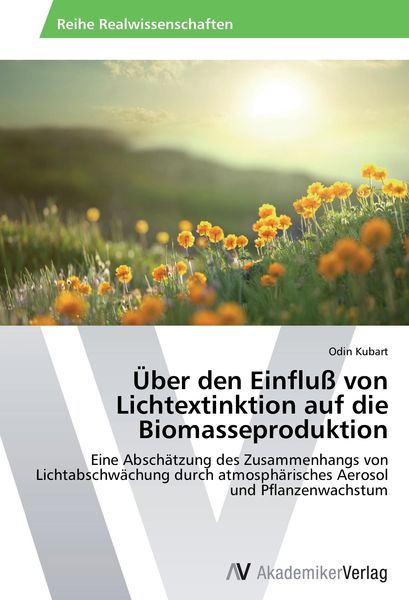 Reihe Realwissenschaften
Odin Kubart
Über den Einfluß von
Lichtextinktion auf die
Biomasseproduktion
Eine Abschätzung des Zusammenhangs von
Lichtabschwächung durch atmosphärisches Aerosol
und Pflanzenwachstum
AV AkademikerVerlag